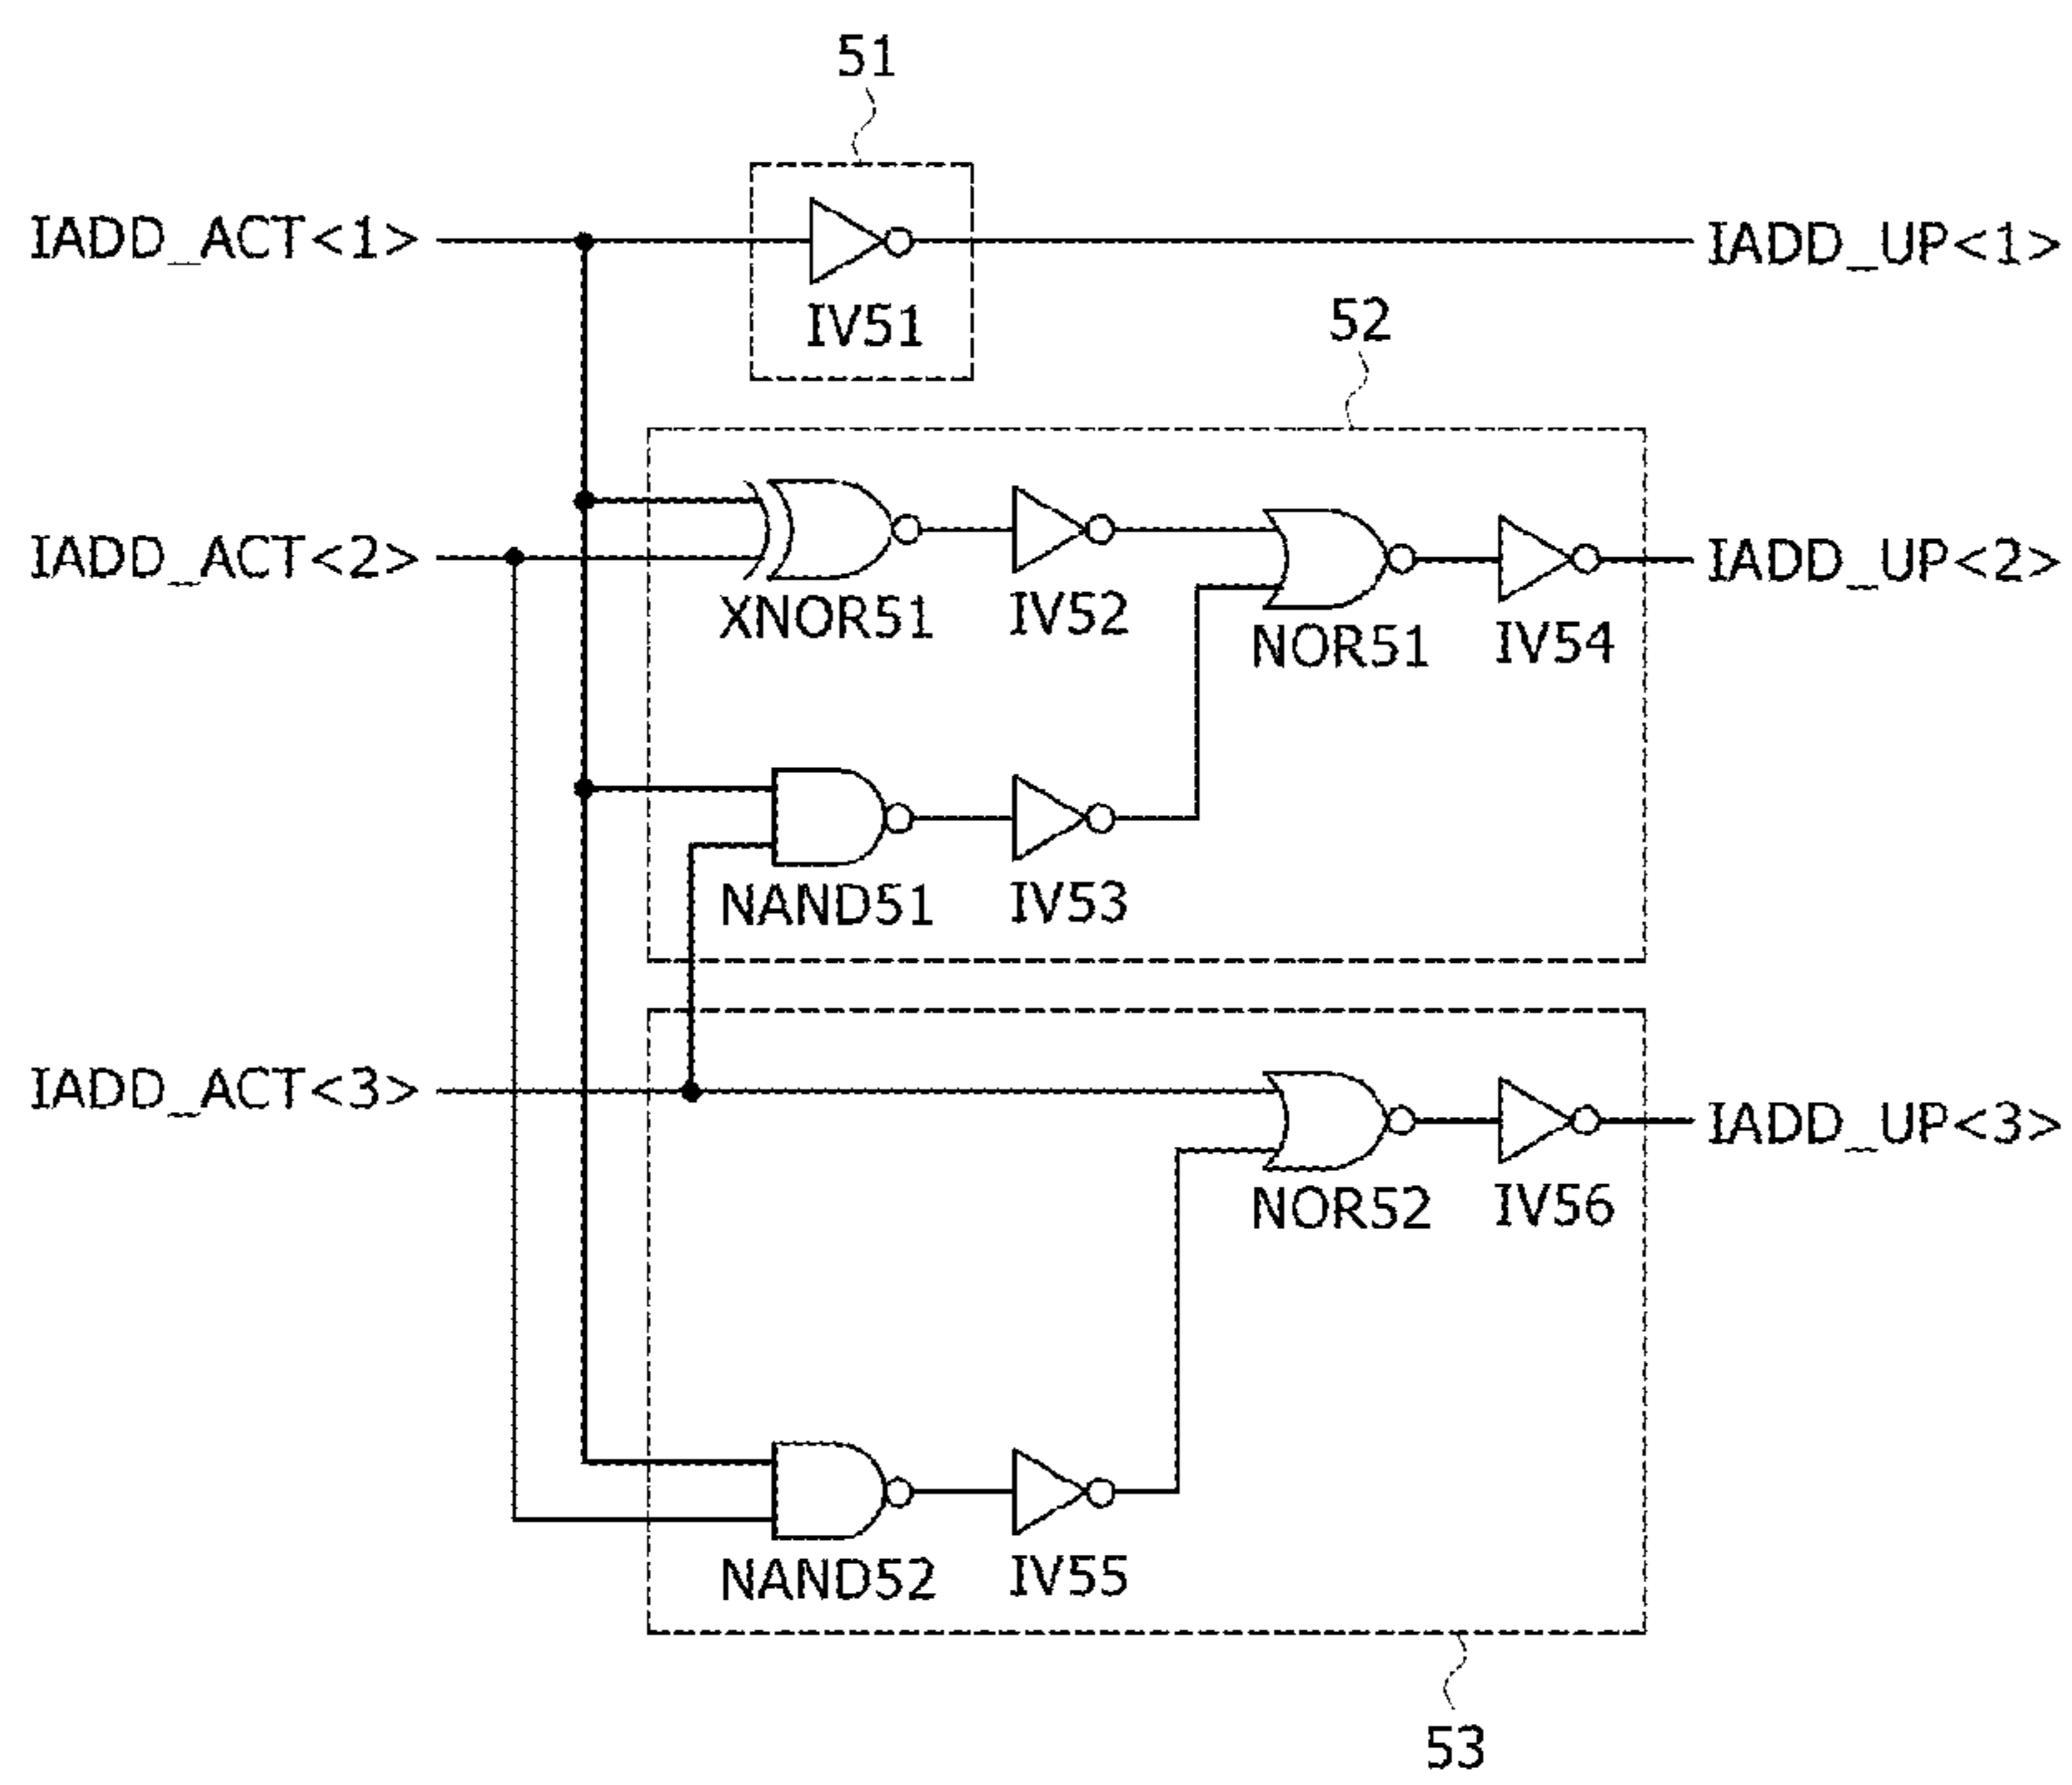 51
IADD_ACT<1>
IADD_UP<1>
IV51
52
IADD_ACT<2>
IADD_UP<2>
XNOR51
IV52
NOR51
IV54
NAND51
IV53
IADD_ACT<3>
IADD_UP<3>
NOR52
IV56
NAND52
IV55
53